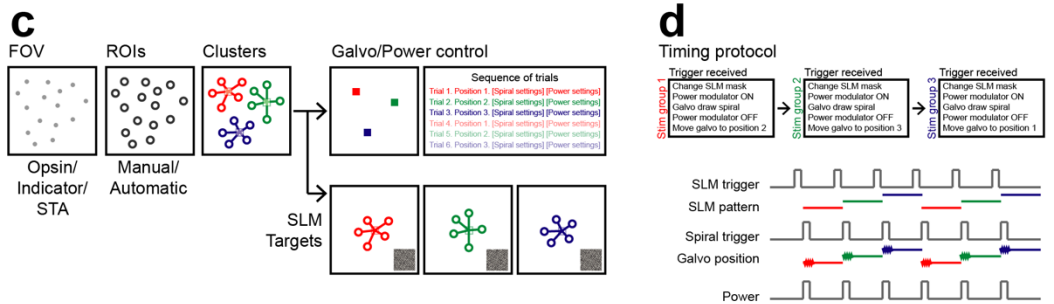 c
FOV
ROIs
Clusters
Galvo/Power control
Sequence of trials
Trial 1. Position 1. [Spiral settings] [Power settings]
Trial 2. Position 2. [Spiral settings] [Power settings]
Trial 3. Position 3. [Spiral settings] [Power settings]
Trial 4. Position 1. [Spiral settings] [Power settings]
Trial 5. Position 2. [Spiral settings] [Power settings]
Trial 6. Position 3. [Spiral settings] [Power settings]
Opsin/
Indicator/
STA
Manual/
Automatic
SLM
Targets
d
Timing protocol
Stim group 1
Trigger received
Change SLM mask
Power modulator ON
Galvo draw spiral
Power modulator OFF
Move galvo to position 2
Stim group 2
Trigger received
Change SLM mask
Power modulator ON
Galvo draw spiral
Power modulator OFF
Move galvo to position 3
Stim group 3
Trigger received
Change SLM mask
Power modulator ON
Galvo draw spiral
Power modulator OFF
Move galvo to position 1
SLM trigger
SLM pattern
Spiral trigger
Galvo position
Power